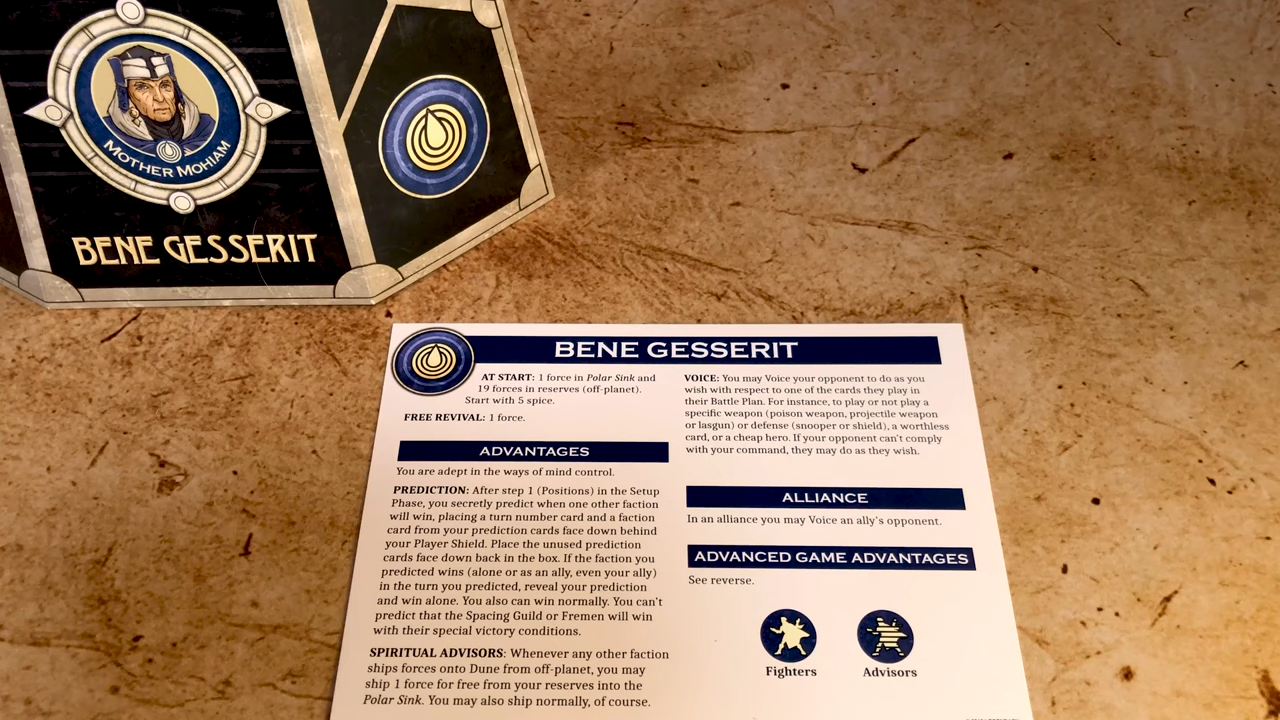 MOTHER MOHIAM
BENE GESSERIT
BENE GESSERIT
AT START: 1 force in Polar Sink and
19 forces in reserves (off-planet).
Start with 5 spice.
FREE REVIVAL: 1 force.
ADVANTAGES
You are adept in the ways of mind control.
PREDICTION: After step 1 (Positions) in the Setup
Phase, you secretly predict when one other faction
will win, placing a turn number card and a faction
card from your prediction cards face down behind
your Player Shield. Place the unused prediction
cards face down back in the box. If the faction you
predicted wins (alone or as an ally, even your ally)
in the turn you predicted, reveal your prediction
and win alone. You also can win normally. You can't
predict that the Spacing Guild or Fremen will win
with their special victory conditions.
SPIRITUAL ADVISORS: Whenever any other faction
ships forces onto Dune from off-planet, you may
ship 1 force for free from your reserves into the
Polar Sink. You may also ship normally, of course.
VOICE: You may Voice your opponent to do as you
wish with respect to one of the cards they play in
their Battle Plan. For instance, to play or not play a
specific weapon (poison weapon, projectile weapon
or lasgun) or defense (snooper or shield), a worthless
card, or a cheap hero. If your opponent can't comply
with your command, they may do as they wish.
ALLIANCE
In an alliance you may Voice an ally's opponent.
ADVANCED GAME ADVANTAGES
See reverse.
Fighters
Advisors